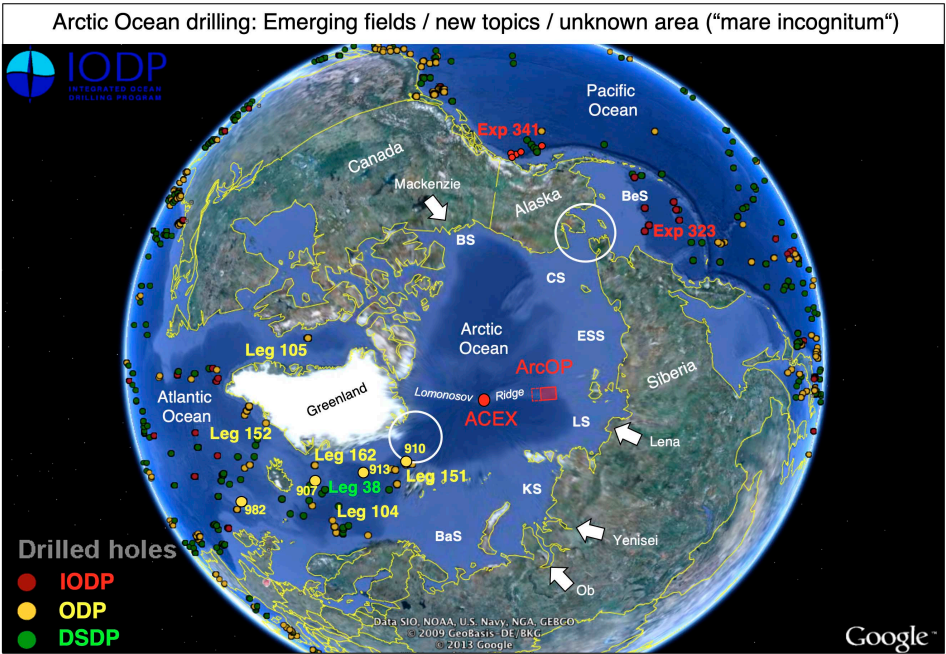 Arctic Ocean drilling: Emerging fields / new topics / unknown area (“mare incognitum“)
IODP
INTEGRATED OCEAN
DRILLING PROGRAM
Pacific
Ocean
Exp 341
Canada
Mackenzie
Alaska
BeS
Exp 323
BS
CS
Arctic
Ocean
ESS
Leg 105
Siberia
ArcOP
Greenland
Lomonosov
Ridge
Atlantic
Ocean
ACEX
LS
Leg 152
Lena
910
Leg 162
913
Leg 151
907
Leg 38
KS
982
Leg 104
BaS
Yenisei
Ob
Drilled holes
IODP
ODP
DSDP
Data SIO, NOAA, U.S. Navy, NGA, GEBCO
© 2009 GeoBasis-DE/BKG
© 2013 Google
Google™